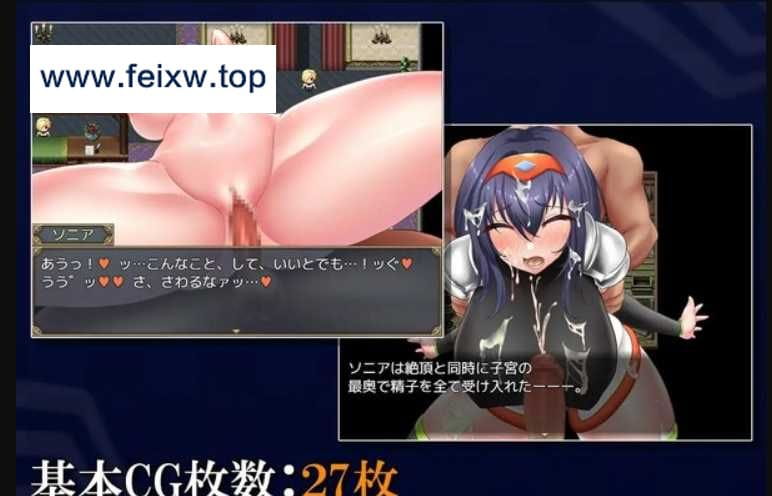 www.feixw.top
ソニア
あうっ！♥ ッ…こんなこと、して、いいとでも…！ッぐ♥
うう゛ッ♥♥ さ、さわるなァッ…♥
ソニアは絶頂と同時に子宮の
最奥で精子を全て受け入れたーーー。
基本CG枚数：27枚